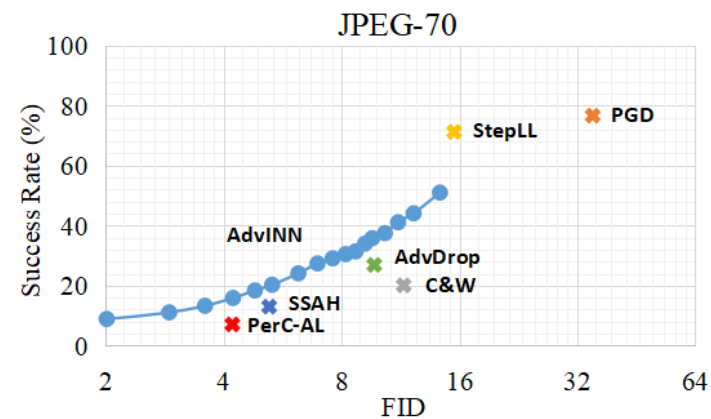 JPEG-70
Success Rate (%)
100
80
60
40
20
0
PGD
StepLL
AdvINN
AdvDrop
C&W
SSAH
PerC-AL
2 4 8 16 32 64
FID